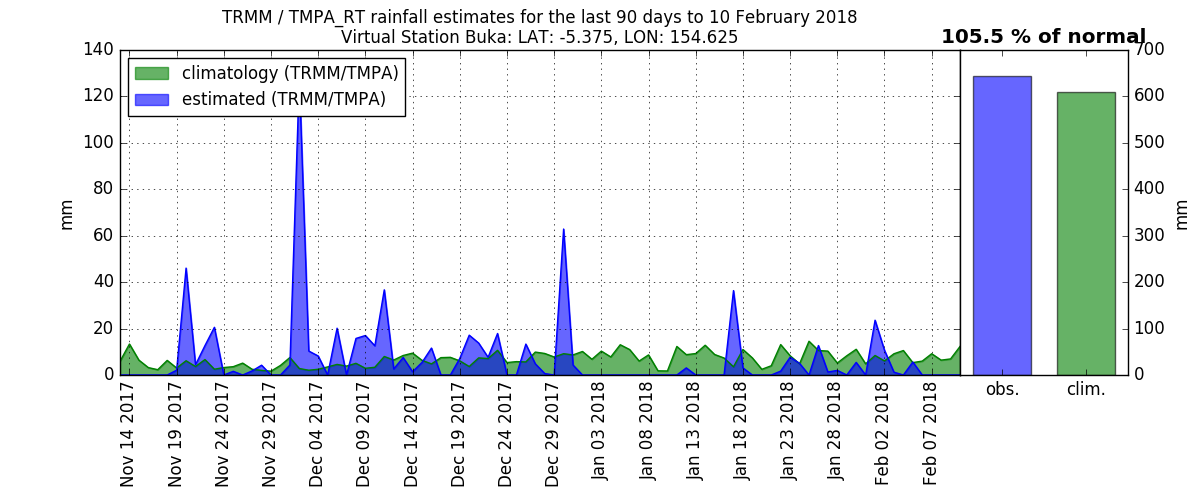 TRMM / TMPA_RT rainfall estimates for the last 90 days to 10 February 2018
Virtual Station Buka: LAT: -5.375, LON: 154.625
105.5 % of normal
climatology (TRMM/TMPA)
estimated (TRMM/TMPA)
140
120
100
80
60
40
20
0
mm
700
600
500
400
300
200
100
0
mm
Nov 14 2017
Nov 19 2017
Nov 24 2017
Nov 29 2017
Dec 04 2017
Dec 09 2017
Dec 14 2017
Dec 19 2017
Dec 24 2017
Dec 29 2017
Jan 03 2018
Jan 08 2018
Jan 13 2018
Jan 18 2018
Jan 23 2018
Jan 28 2018
Feb 02 2018
Feb 07 2018
obs.
clim.